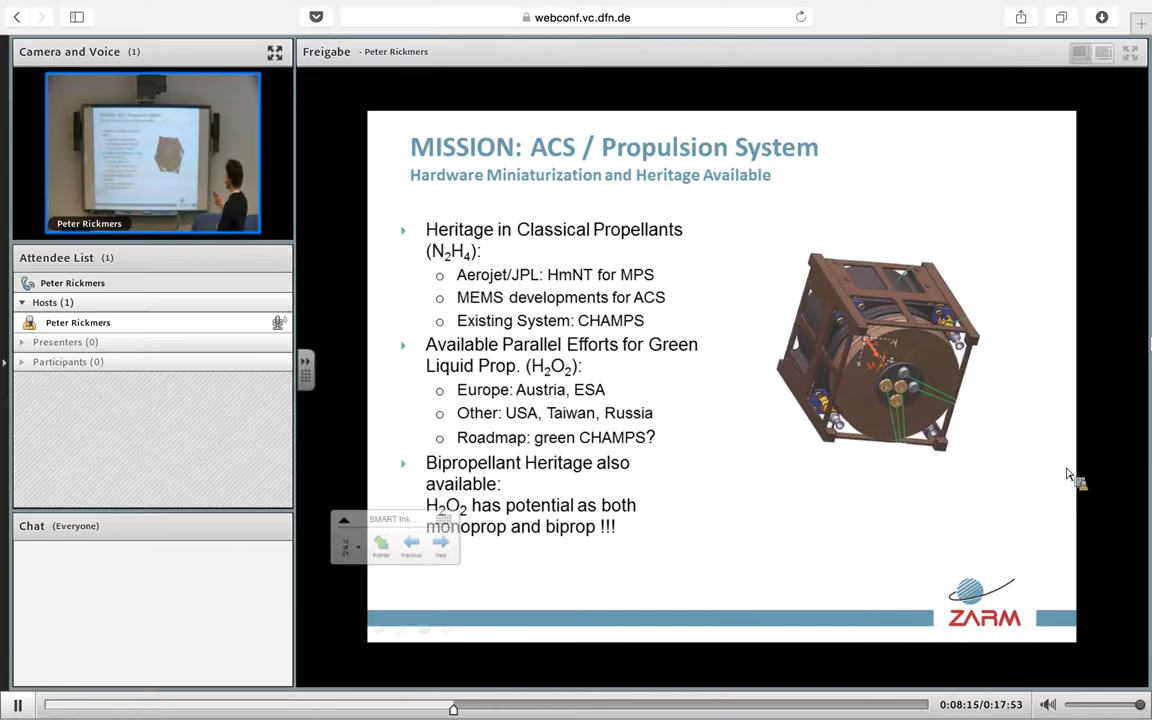 webconf.vc.dfn.de
Camera and Voice (1)
Peter Rickmers
Attendee List (1)
Peter Rickmers
Hosts (1)
Peter Rickmers
Presenters (0)
Participants (0)
Chat (Everyone)
Freigabe - Peter Rickmers
MISSION: ACS / Propulsion System
Hardware Miniaturization and Heritage Available
Heritage in Classical Propellants
(N₂H₄):
Aerojet/JPL: HmNT for MPS
MEMS developments for ACS
Existing System: CHAMPS
Available Parallel Efforts for Green
Liquid Prop. (H₂O₂):
Europe: Austria, ESA
Other: USA, Taiwan, Russia
Roadmap: green CHAMPS?
Bipropellant Heritage also
available:
H₂O₂ has potential as both
monoprop and biprop !!!
SMART Ink...
14
of
21
Pointer
Previous
Next
ZARM
0:08:15/0:17:53